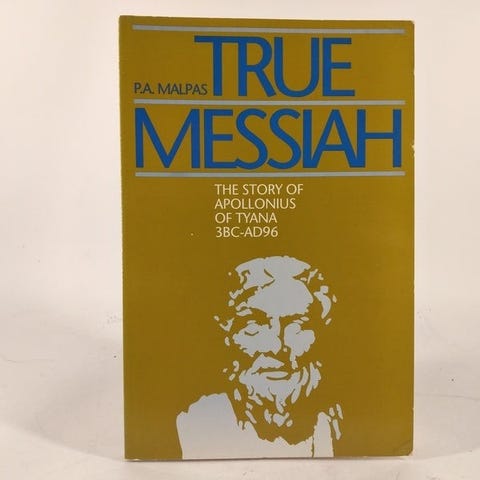 TRUE
P.A. MALPAS
MESSIAH
THE STORY OF
APOLLONIUS
OF TYANA
3BC-AD96